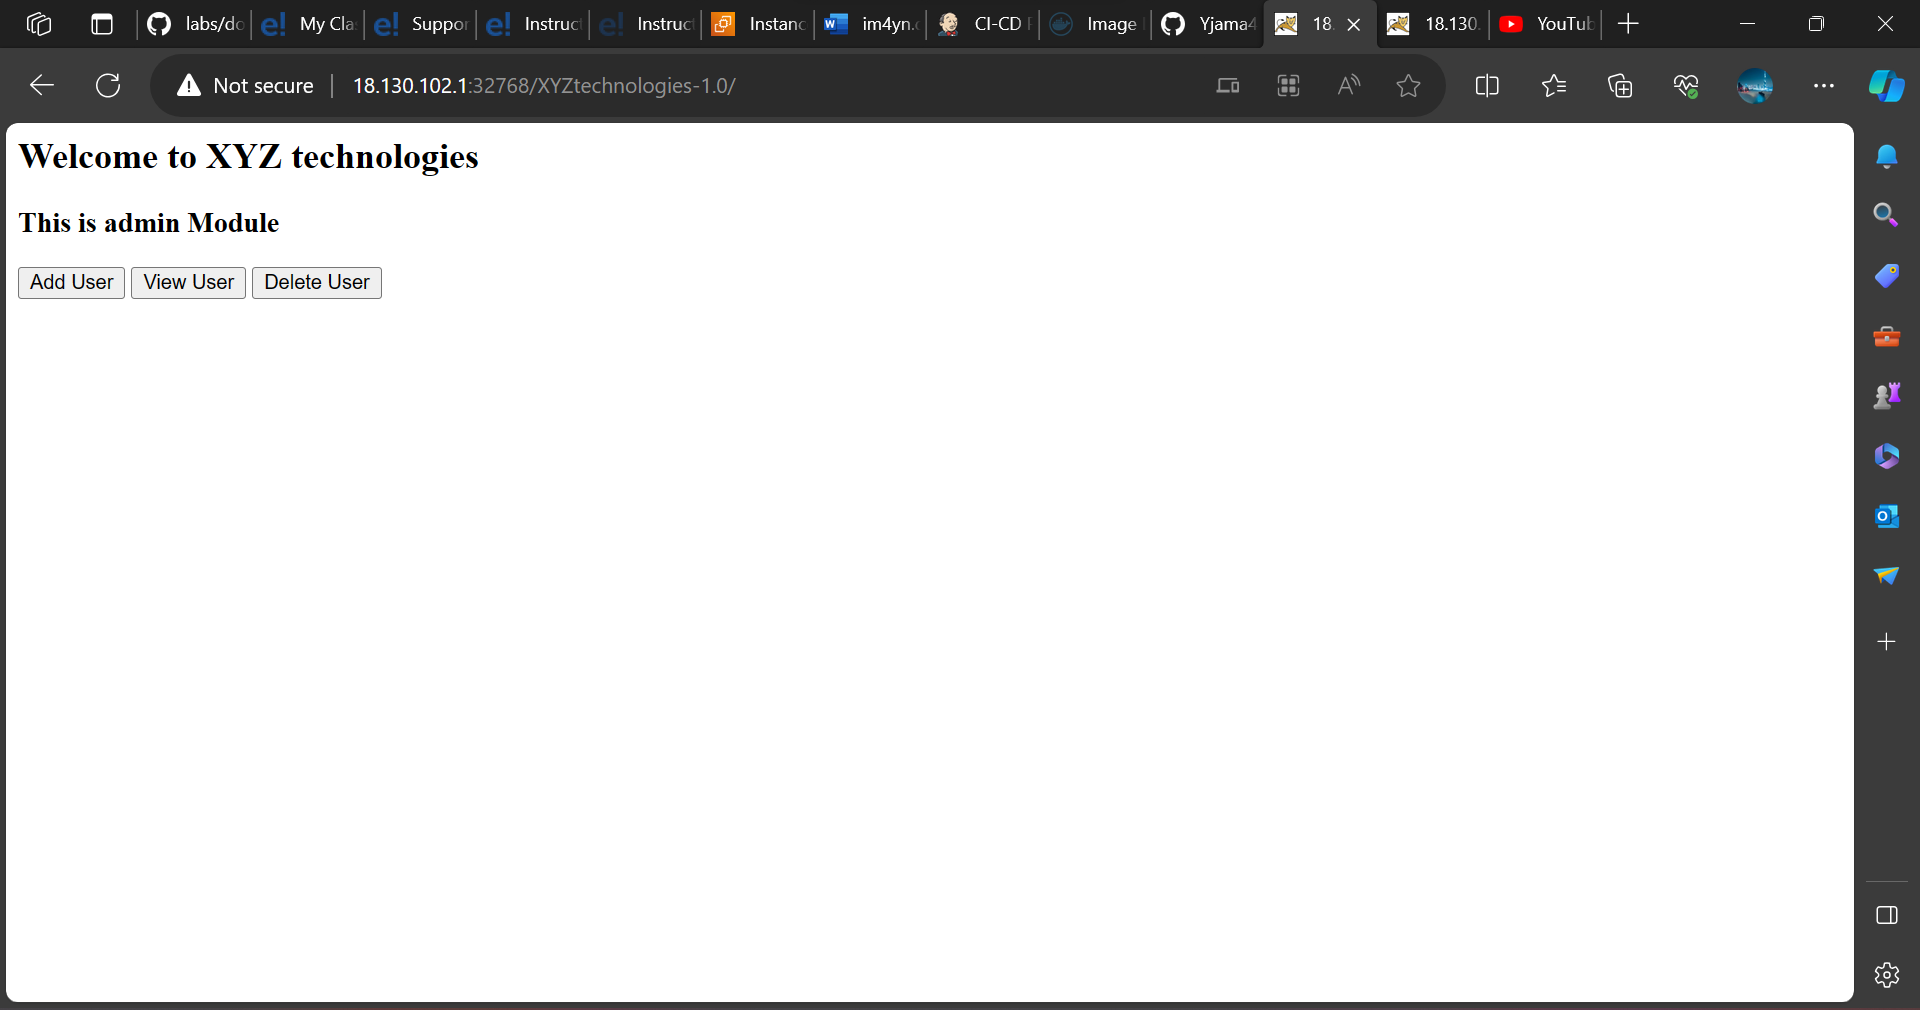 labs/do
e! My Cla
e! Suppor
e! Instruct
e! Instruct
Instanc
W im4yn.
CI-CD
Image
Yjama4
18.
18.130.
YouTub
Not secure
18.130.102.1:32768/XYZtechnologies-1.0/
Welcome to XYZ technologies
This is admin Module
Add User View User Delete User